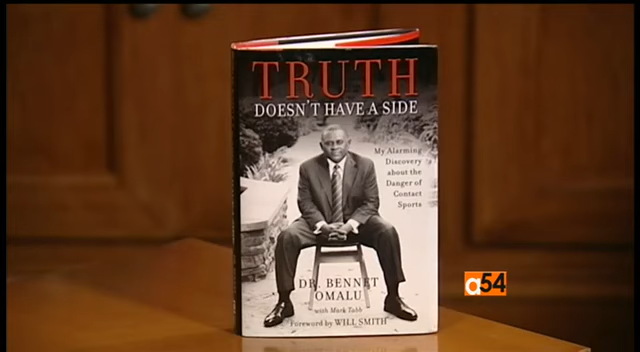 TRUTH
DOESN'T HAVE A SIDE
My Alarming
Discovery
about the
Danger of
Contact
Sports
DR. BENNET
OMALU
with Mark Tabb
Foreword by WILL SMITH
a54